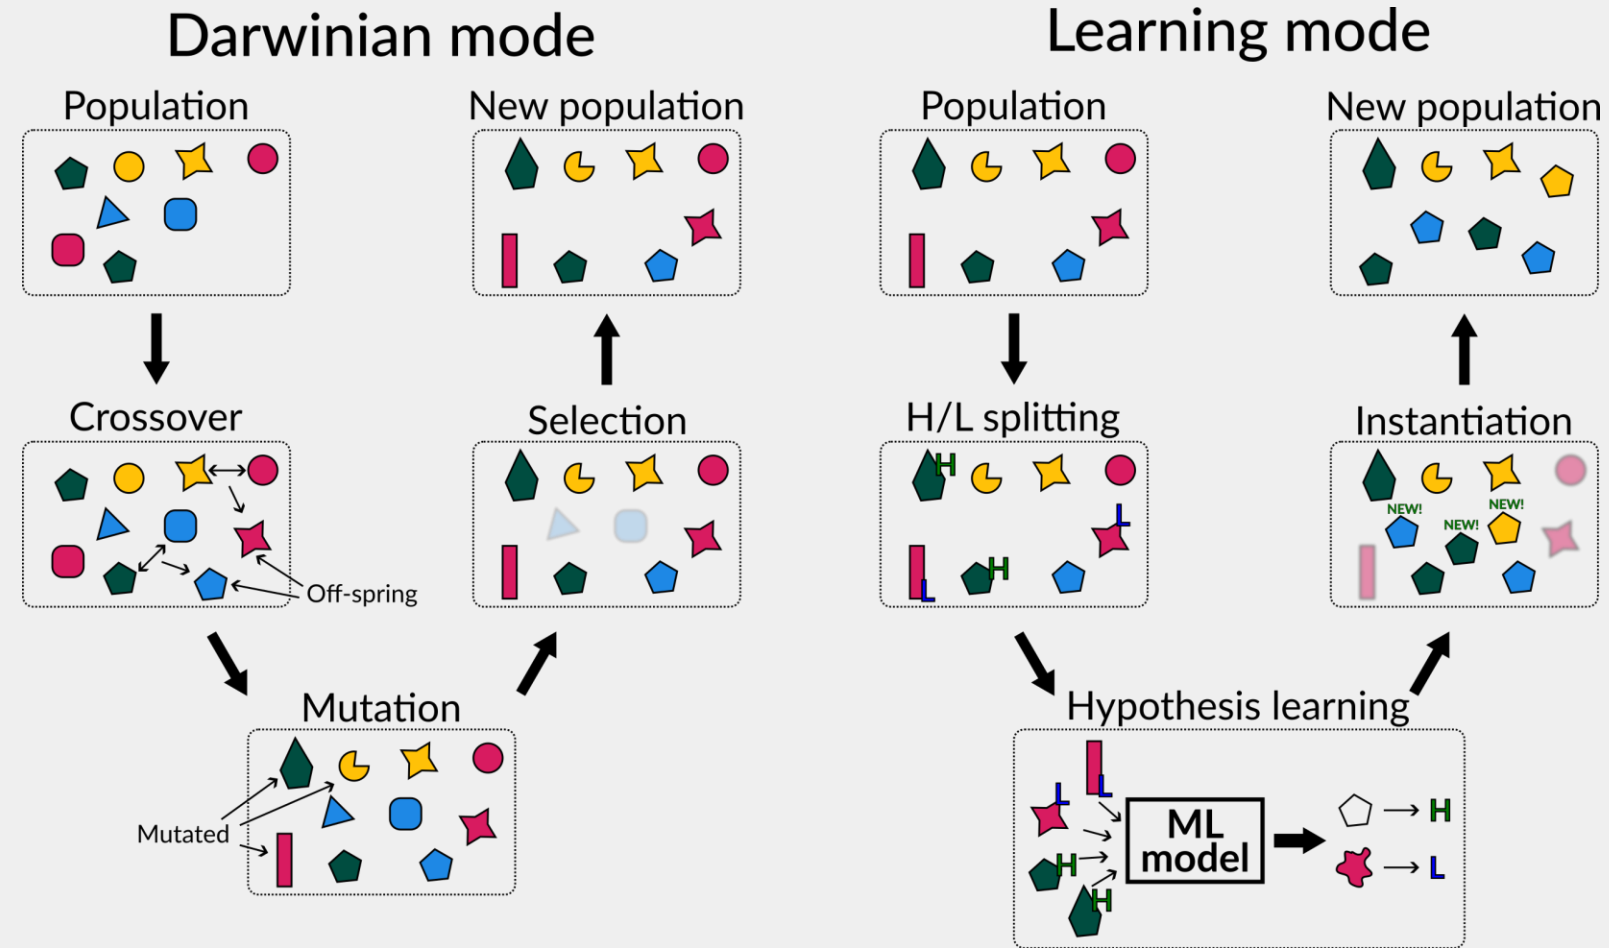 Darwinian mode
Population
New population
Crossover
Off-spring
Selection
Mutation
Mutated
Learning mode
Population
New population
H/L splitting
H
L
L
H
Instantiation
NEW!
NEW!
NEW!
Hypothesis learning
L
L
H
H
ML
model
H
L